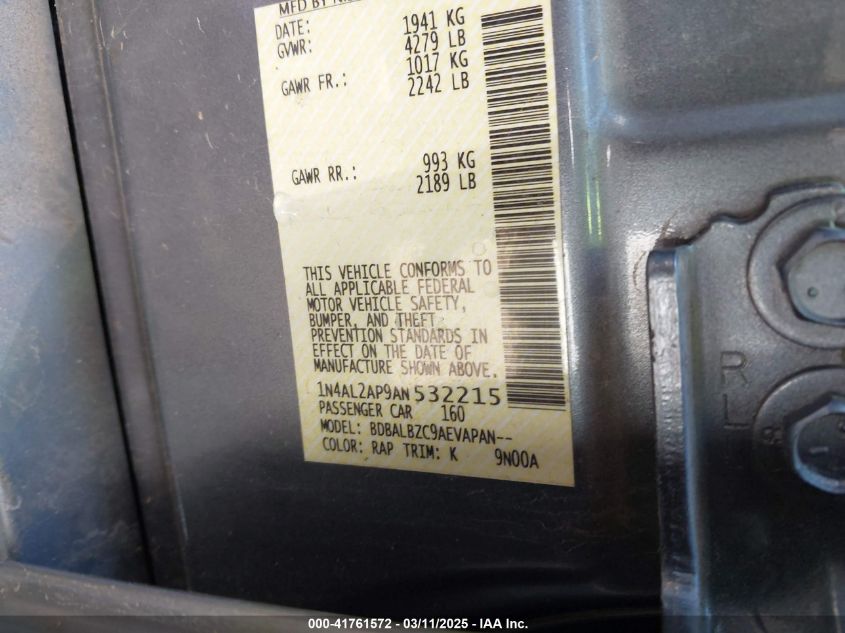 MFD BY
DATE: 1941 KG
GVWR: 4279 LB
1017 KG
GAWR FR.: 2242 LB
993 KG
GAWR RR.: 2189 LB
THIS VEHICLE CONFORMS TO
ALL APPLICABLE FEDERAL
MOTOR VEHICLE SAFETY,
BUMPER, AND THEFT
PREVENTION STANDARDS IN
EFFECT ON THE DATE OF
MANUFACTURE SHOWN ABOVE.
1N4AL2AP9AN532215
PASSENGER CAR 160
MODEL: BDBALBZC9AEVAPAN--
COLOR: RAP TRIM: K 9N00A
RL
000-41761572 - 03/11/2025 - IAA Inc.